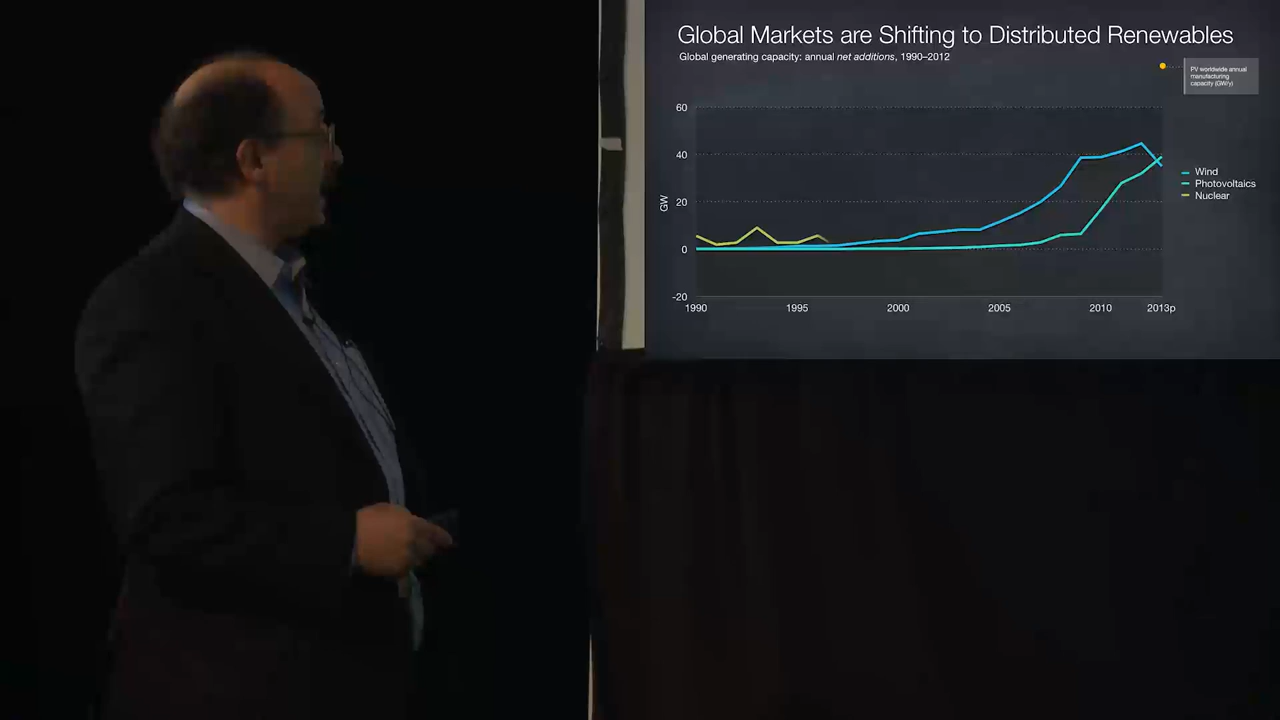 Global Markets are Shifting to Distributed Renewables
Global generating capacity: annual net additions, 1990–2012
PV worldwide annual
manufacturing
capacity (GW/y)
60
40
20
0
-20
GW
Wind
Photovoltaics
Nuclear
1990
1995
2000
2005
2010
2013p